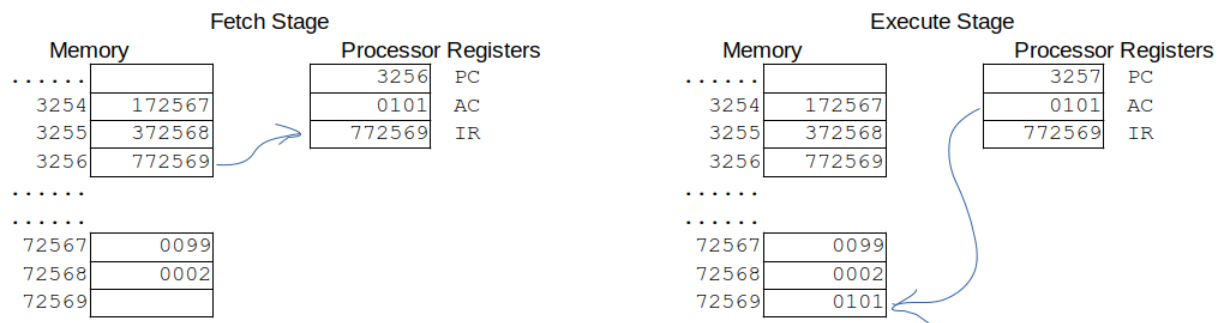 Fetch Stage Execute Stage
Memory Processor Registers Memory Processor Registers
...... 3256 PC ...... 3257 PC
3254 172567 0101 AC 3254 172567 0101 AC
3255 372568 772569 IR 3255 372568 772569 IR
3256 772569 3256 772569
...... ......
...... ......
72567 0099 72567 0099
72568 0002 72568 0002
72569 72569 0101